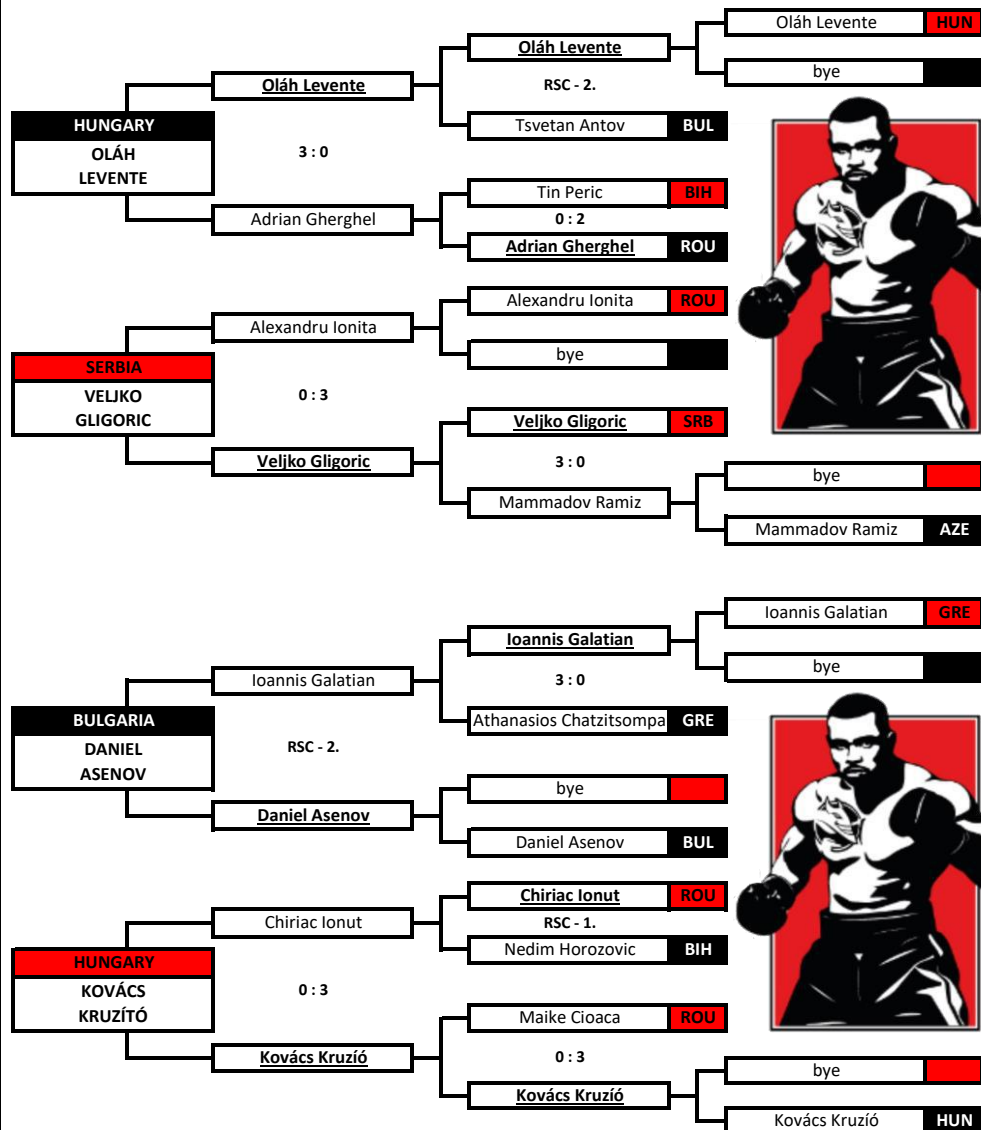 Oláh Levente HUN
Oláh Levente
bye
Oláh Levente
RSC - 2.
HUNGARY
Tsvetan Antov BUL
OLÁH
LEVENTE
3 : 0
Tin Peric BIH
Adrian Gherghel
0 : 2
Adrian Gherghel ROU
Alexandru Ionita ROU
Alexandru Ionita
bye
SERBIA
VELJKO
GLIGORIC
0 : 3
Veljko Gligoric SRB
Veljko Gligoric
3 : 0
bye
Mammadov Ramiz
Mammadov Ramiz AZE
Ioannis Galatian GRE
Ioannis Galatian
bye
Ioannis Galatian
3 : 0
BULGARIA
Athanasios Chatzitsompa GRE
DANIEL
ASENOV
RSC - 2.
bye
Daniel Asenov
Daniel Asenov BUL
Chiriac Ionut ROU
Chiriac Ionut
RSC - 1.
Nedim Horozovic BIH
HUNGARY
KOVÁCS
KRUZÍTÓ
0 : 3
Maike Cioaca ROU
Kovács Kruzíó
0 : 3
bye
Kovács Kruzíó
Kovács Kruzíó HUN